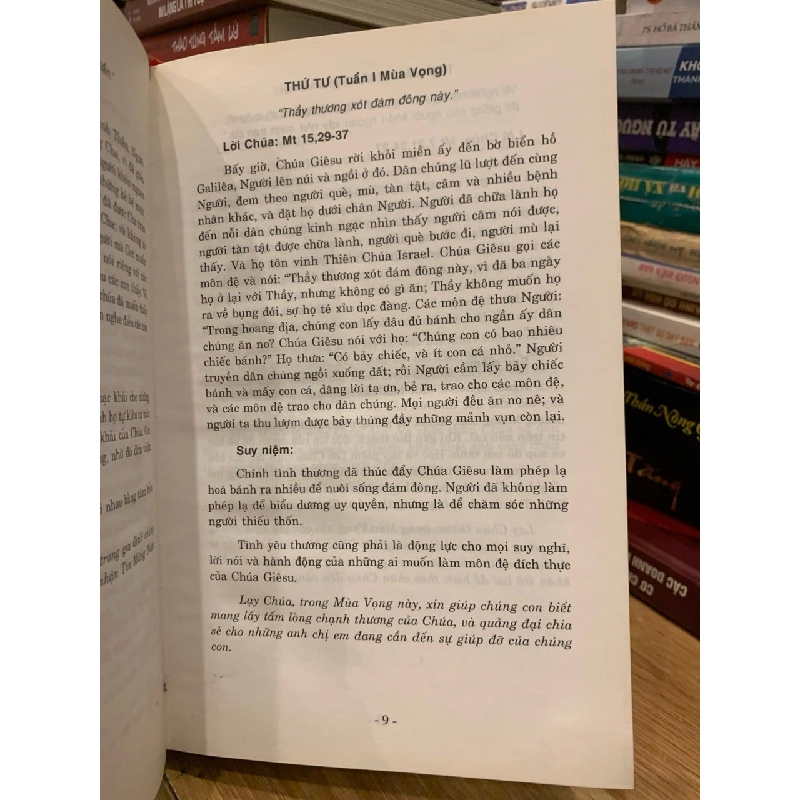 THỨ TƯ (Tuần I Mùa Vọng)
"Thầy thương xót đám đông này."
Lời Chúa: Mt 15,29-37
Bấy giờ, Chúa Giêsu rời khỏi miền ấy đến bờ biển hồ
Galilêa, Người lên núi và ngồi ở đó. Dân chúng lũ lượt đến cùng
Người, đem theo người què, mù, tàn tật, câm và nhiều bệnh
nhân khác, và đặt họ dưới chân Người. Người đã chữa lành họ
đến nỗi dân chúng kinh ngạc nhìn thấy người câm nói được,
người tàn tật được chữa lành, người què bước đi, người mù lại
thấy. Và họ tôn vinh Thiên Chúa Israel. Chúa Giêsu gọi các
môn đệ và nói: "Thầy thương xót đám đông này, vì đã ba ngày
họ ở lại với Thầy, nhưng không có gì ăn; Thầy không muốn họ
ra về bụng đói, sợ họ té xỉu dọc đàng. Các môn đệ thưa Người:
"Trong hoang địa, chúng con lấy đâu đủ bánh cho ngần ấy dân
chúng ăn no? Chúa Giêsu nói với họ: "Chúng con có bao nhiêu
chiếc bánh?" Họ thưa: "Có bảy chiếc, và ít con cá nhỏ." Người
truyền dân chúng ngồi xuống đất; rồi Người cầm lấy bảy chiếc
bánh và mấy con cá, dâng lời tạ ơn, bẻ ra, trao cho các môn đệ,
và các môn đệ trao cho dân chúng. Mọi người đều ăn no nê; và
người ta thu lượm được bảy thúng đầy những mảnh vụn còn lại.
Suy niệm:
Chính tình thương đã thúc đẩy Chúa Giêsu làm phép lạ
hoá bánh ra nhiều để nuôi sống đám đông. Người đã không làm
phép lạ để biểu dương uy quyền, nhưng là để chăm sóc những
người thiếu thốn.
Tình yêu thương cũng phải là động lực cho mọi suy nghĩ,
lời nói và hành động của những ai muốn làm môn đệ đích thực
của Chúa Giêsu.
Lạy Chúa, trong Mùa Vọng này, xin giúp chúng con biết
mang lấy tấm lòng chạnh thương của Chúa, và quảng đại chia
sẻ cho những anh chị em đang cần đến sự giúp đỡ của chúng
con.
- 9 -